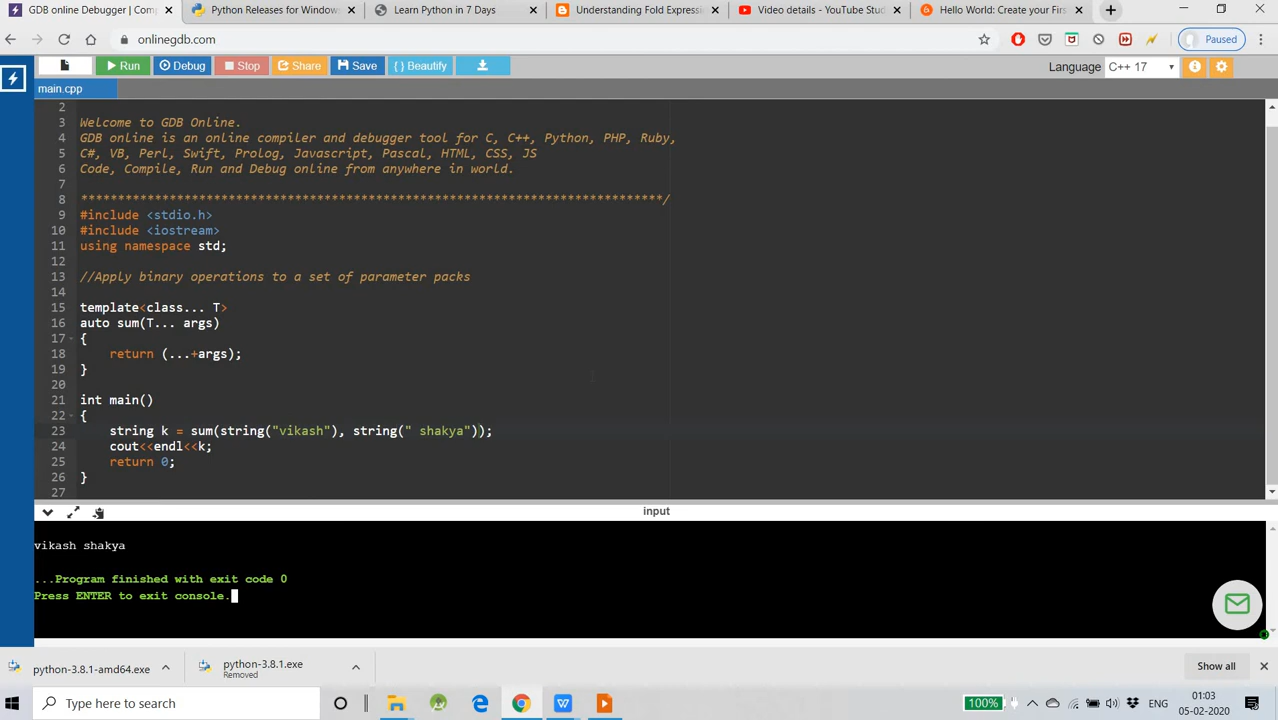 GDB online Debugger | Comp
Python Releases for Windows
Learn Python in 7 Days
Understanding Fold Expressi
Video details - YouTube Stud
Hello World: Create your Firs
onlinegdb.com
Paused
Run
Debug
Stop
Share
Save
{ } Beautify
Language
C++ 17
main.cpp
2
3 Welcome to GDB Online.
4 GDB online is an online compiler and debugger tool for C, C++, Python, PHP, Ruby,
5 C#, VB, Perl, Swift, Prolog, Javascript, Pascal, HTML, CSS, JS
6 Code, Compile, Run and Debug online from anywhere in world.
7
8 *******************************************************************************/
9 #include <stdio.h>
10 #include <iostream>
11 using namespace std;
12
13 //Apply binary operations to a set of parameter packs
14
15 template<class... T>
16 auto sum(T... args)
17 {
18 return (...+args);
19 }
20
21 int main()
22 {
23 string k = sum(string("vikash"), string(" shakya"));
24 cout<<endl<<k;
25 return 0;
26 }
27
input
vikash shakya
...Program finished with exit code 0
Press ENTER to exit console.
python-3.8.1-amd64.exe
python-3.8.1.exe
Removed
Show all
Type here to search
100%
ENG
01:03
05-02-2020